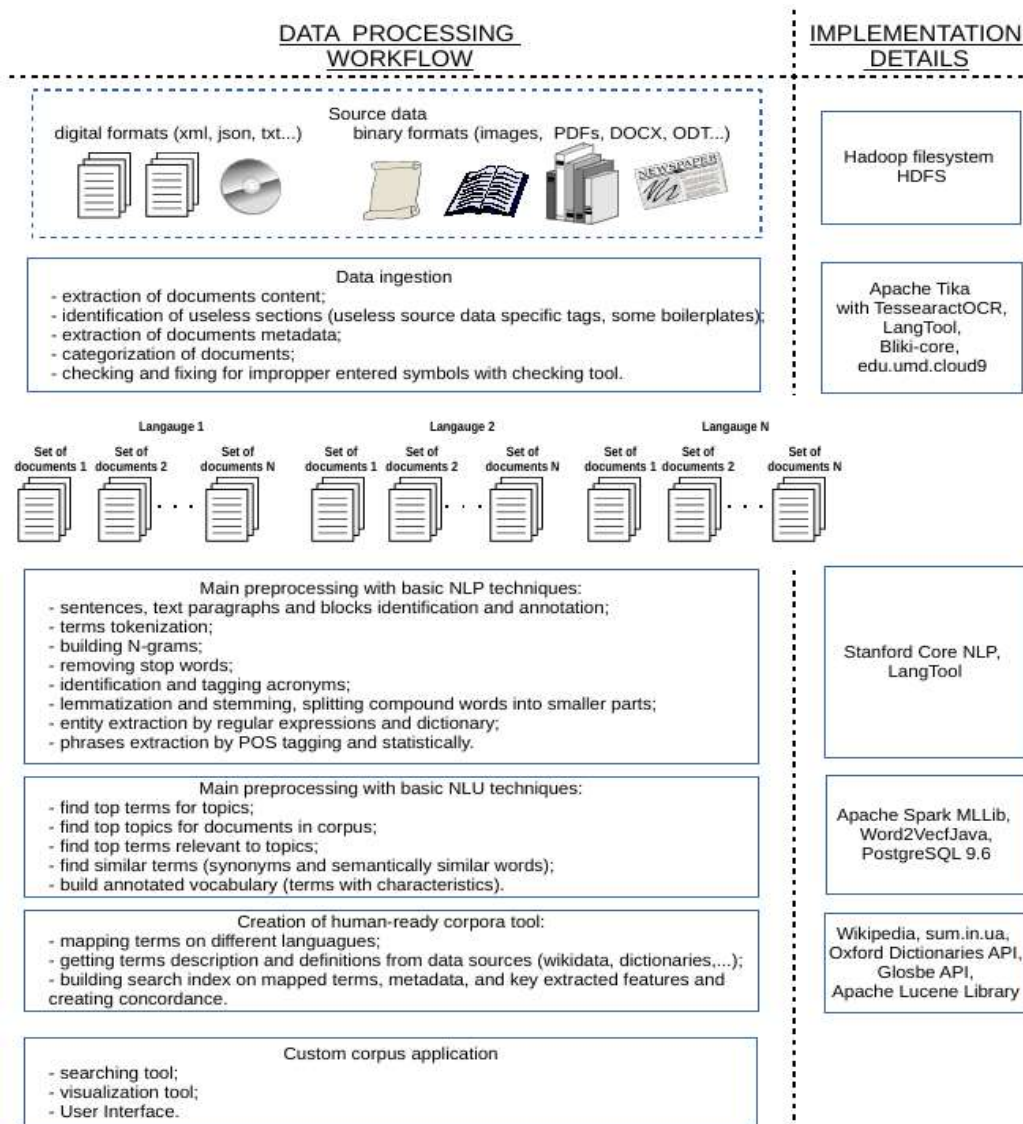 DATA PROCESSING
WORKFLOW
IMPLEMENTATION
DETAILS
Source data
digital formats (xml, json, txt...)
binary formats (images, PDFs, DOCX, ODT...)
NEWSPAPER
Hadoop filesystem
HDFS
Data ingestion
- extraction of documents content;
- identification of useless sections (useless source data specific tags, some boilerplates);
- extraction of documents metadata;
- categorization of documents;
- checking and fixing for impropper entered symbols with checking tool.
Apache Tika
with TessearactOCR,
LangTool,
Bliki-core,
edu.umd.cloud9
Langauge 1
Set of
documents 1
Set of
documents 2
. . .
Set of
documents N
Langauge 2
Set of
documents 1
Set of
documents 2
. . .
Set of
documents N
Langauge N
Set of
documents 1
Set of
documents 2
. . .
Set of
documents N
Main preprocessing with basic NLP techniques:
- sentences, text paragraphs and blocks identification and annotation;
- terms tokenization;
- building N-grams;
- removing stop words;
- identification and tagging acronyms;
- lemmatization and stemming, splitting compound words into smaller parts;
- entity extraction by regular expressions and dictionary;
- phrases extraction by POS tagging and statistically.
Stanford Core NLP,
LangTool
Main preprocessing with basic NLU techniques:
- find top terms for topics;
- find top topics for documents in corpus;
- find top terms relevant to topics;
- find similar terms (synonyms and semantically similar words);
- build annotated vocabulary (terms with characteristics).
Apache Spark MLLib,
Word2VecfJava,
PostgreSQL 9.6
Creation of human-ready corpora tool:
- mapping terms on different languagues;
- getting terms description and definitions from data sources (wikidata, dictionaries,...);
- building search index on mapped terms, metadata, and key extracted features and
creating concordance.
Wikipedia, sum.in.ua,
Oxford Dictionaries API,
Glosbe API,
Apache Lucene Library
Custom corpus application
- searching tool;
- visualization tool;
- User Interface.